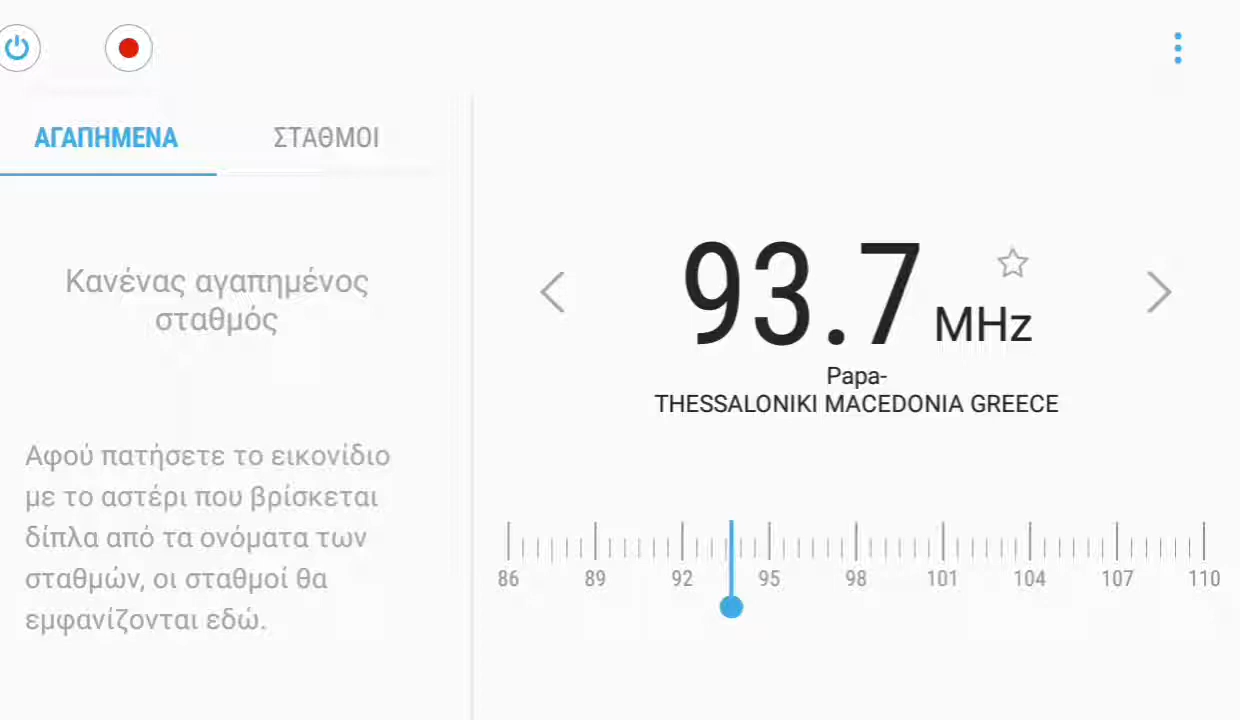 ΑΓΑΠΗΜΕΝΑ
ΣΤΑΘΜΟΙ
Κανένας αγαπημένος
σταθμός
Αφού πατήσετε το εικονίδιο
με το αστέρι που βρίσκεται
δίπλα από τα ονόματα των
σταθμών, οι σταθμοί θα
εμφανίζονται εδώ.
93.7 MHz
Papa-
THESSALONIKI MACEDONIA GREECE
86 89 92 95 98 101 104 107 110